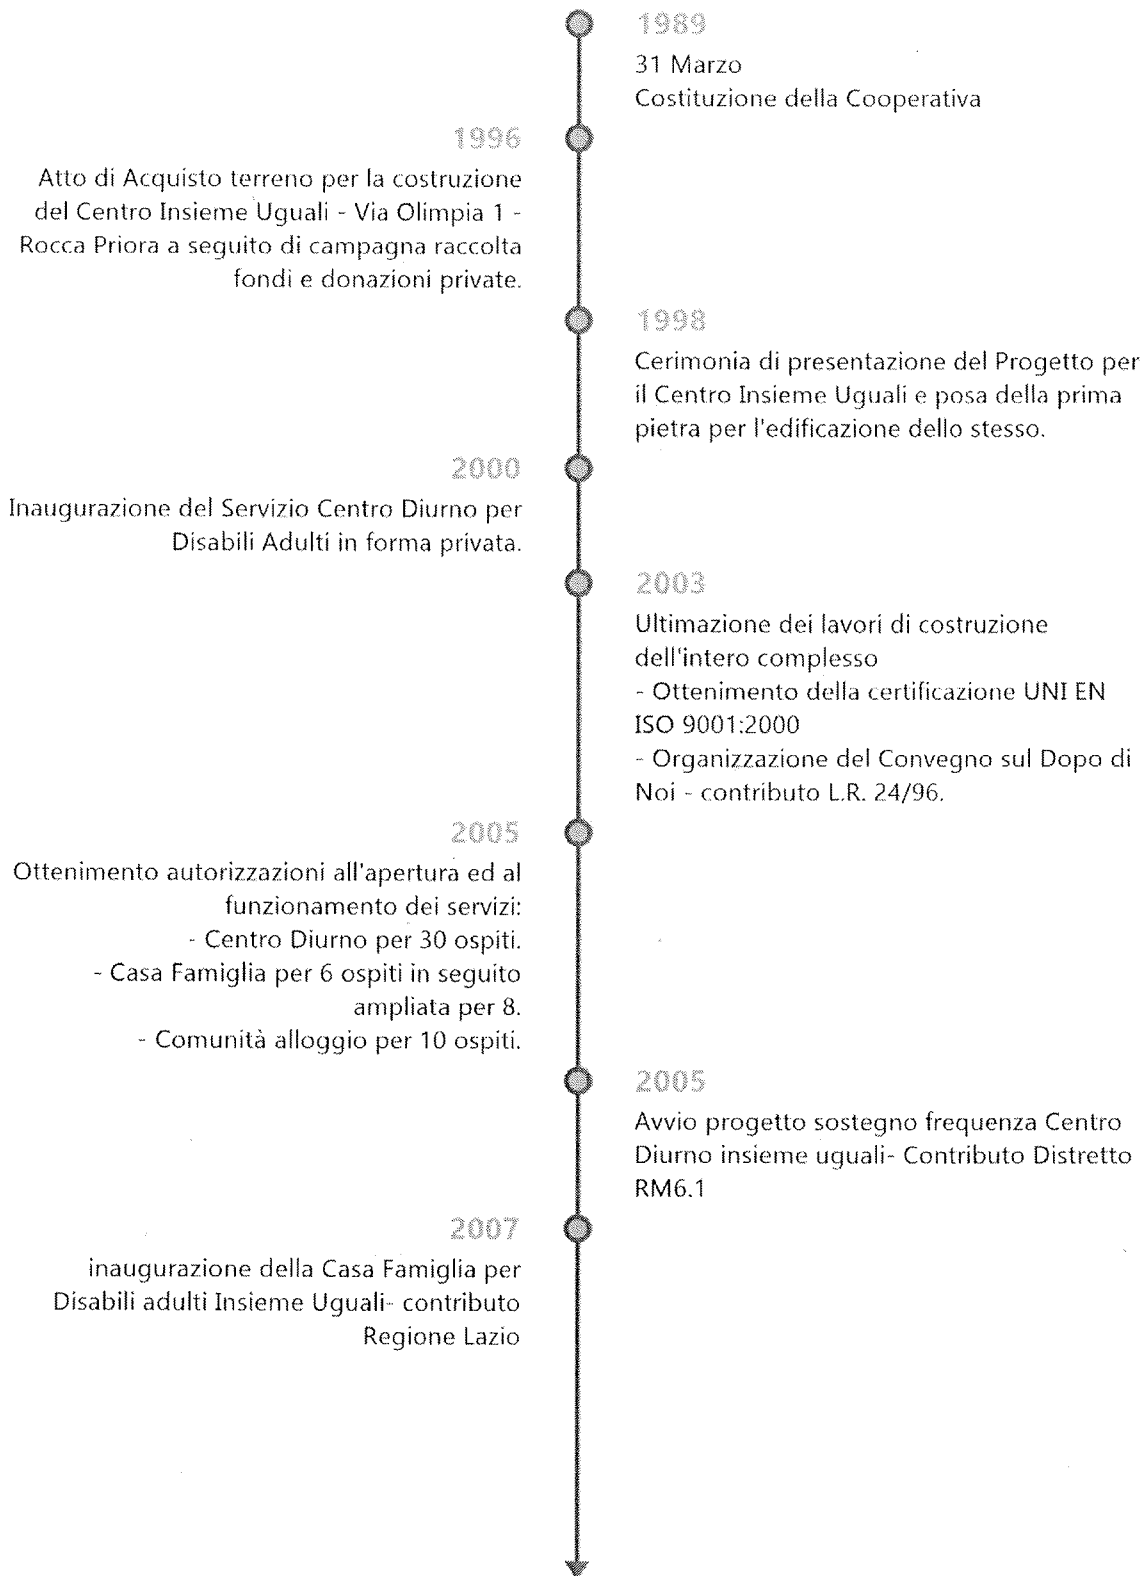 1989
31 Marzo
Costituzione della Cooperativa
1996
Atto di Acquisto terreno per la costruzione
del Centro Insieme Uguali - Via Olimpia 1 -
Rocca Priora a seguito di campagna raccolta
fondi e donazioni private.
1998
Cerimonia di presentazione del Progetto per
il Centro Insieme Uguali e posa della prima
pietra per l'edificazione dello stesso.
2000
Inaugurazione del Servizio Centro Diurno per
Disabili Adulti in forma privata.
2003
Ultimazione dei lavori di costruzione
dell'intero complesso
- Ottenimento della certificazione UNI EN
ISO 9001:2000
- Organizzazione del Convegno sul Dopo di
Noi - contributo L.R. 24/96.
2005
Ottenimento autorizzazioni all'apertura ed al
funzionamento dei servizi:
- Centro Diurno per 30 ospiti.
- Casa Famiglia per 6 ospiti in seguito
ampliata per 8.
- Comunità alloggio per 10 ospiti.
2005
Avvio progetto sostegno frequenza Centro
Diurno insieme uguali- Contributo Distretto
RM6.1
2007
inaugurazione della Casa Famiglia per
Disabili adulti Insieme Uguali- contributo
Regione Lazio